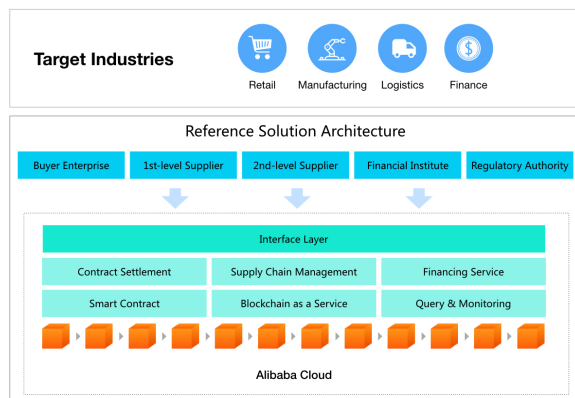 Target Industries
Retail
Manufacturing
Logistics
Finance
Reference Solution Architecture
Buyer Enterprise
1st-level Supplier
2nd-level Supplier
Financial Institute
Regulatory Authority
Interface Layer
Contract Settlement
Supply Chain Management
Financing Service
Smart Contract
Blockchain as a Service
Query & Monitoring
Alibaba Cloud